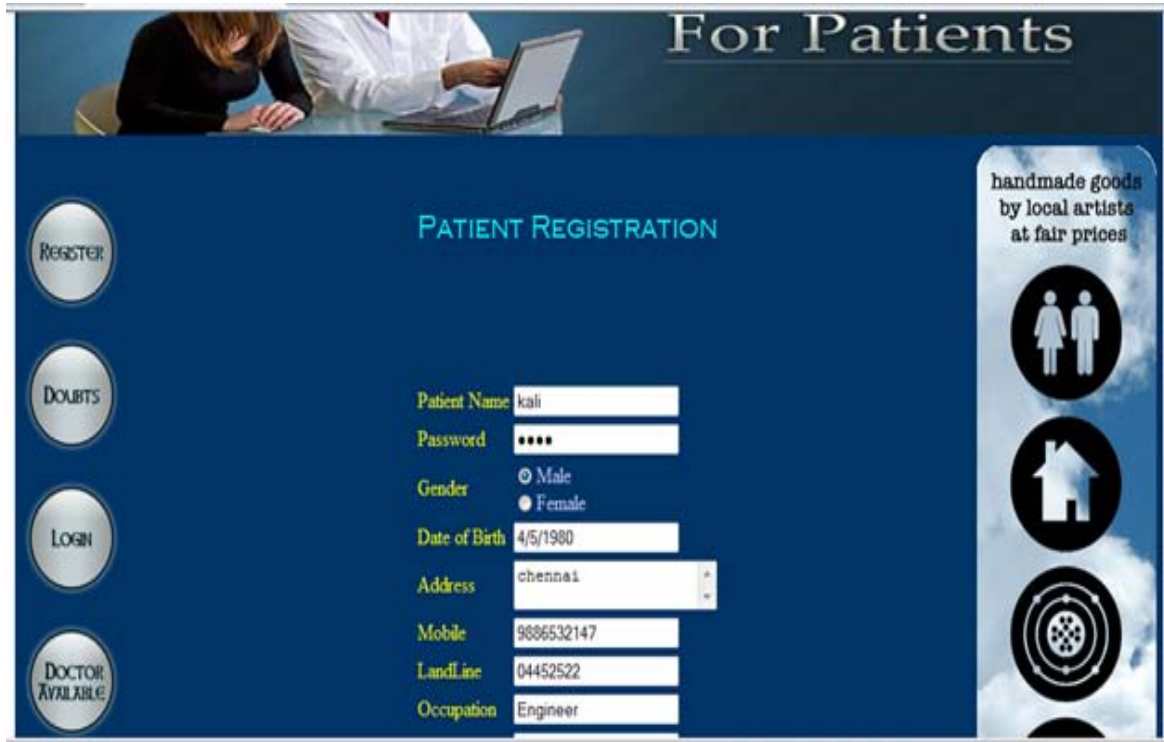 For Patients
PATIENT REGISTRATION
REGISTER
DOUBTS
LOGIN
DOCTOR
AVAILABLE
Patient Name kali
Password ••••
Gender
Male
Female
Date of Birth 4/5/1980
Address chennai
Mobile 9886532147
LandLine 04452522
Occupation Engineer
handmade goods
by local artists
at fair prices